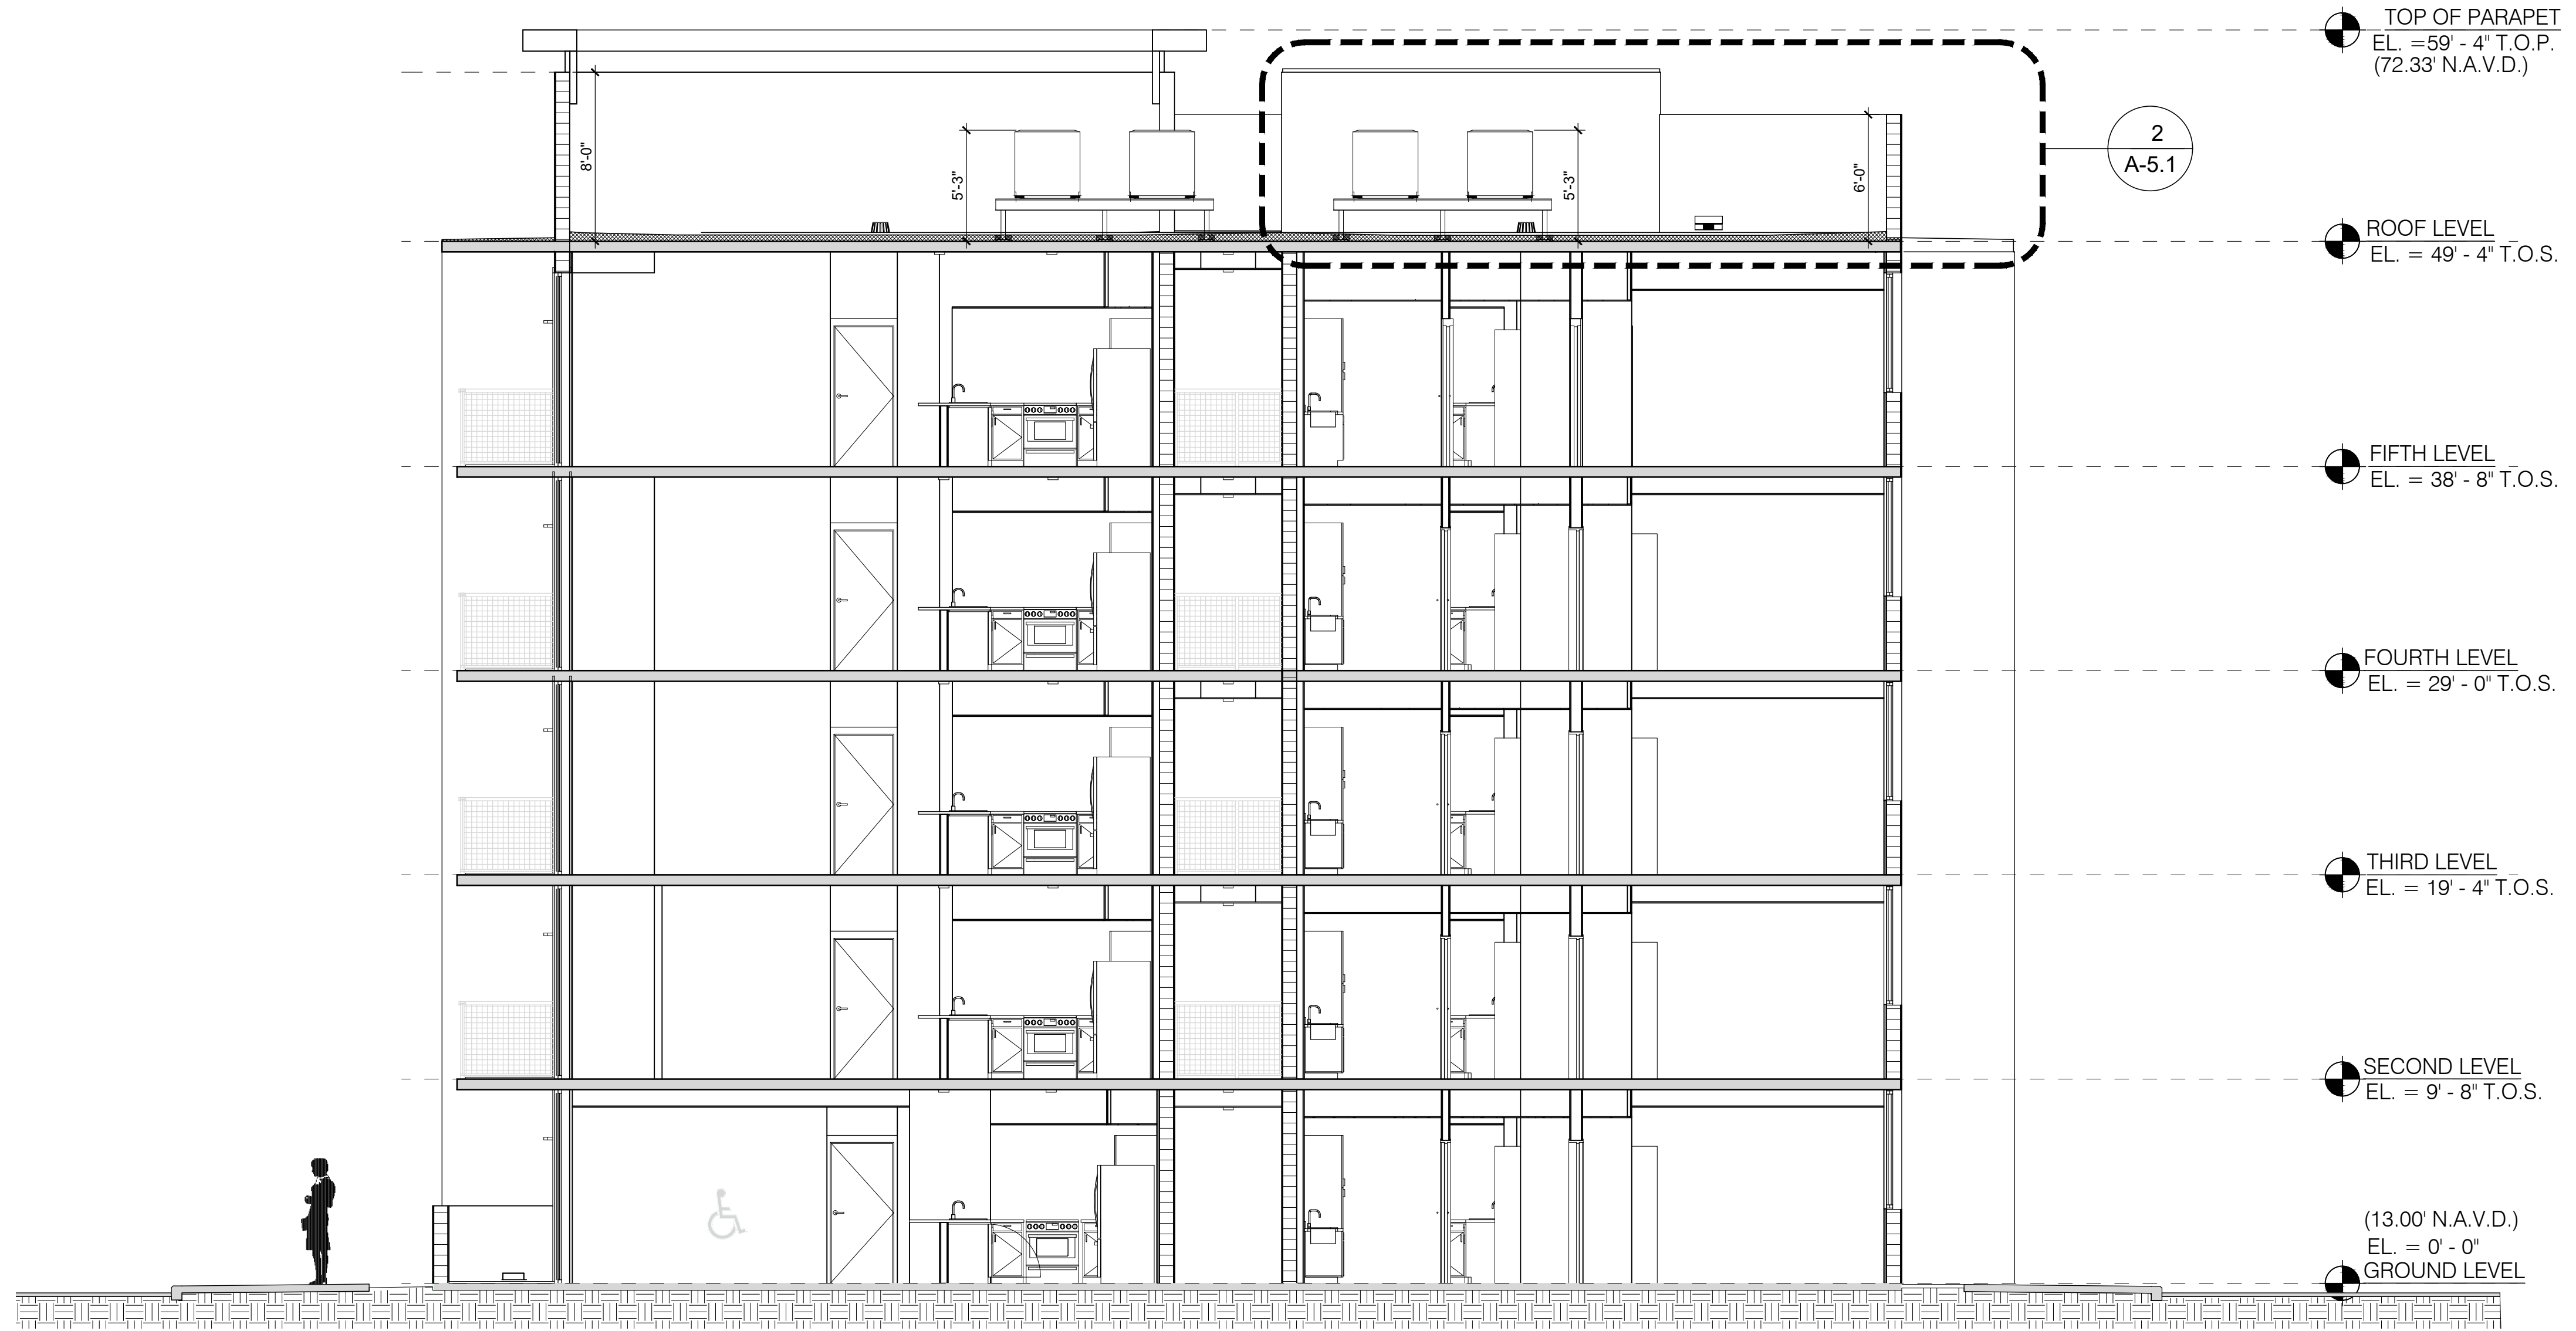 TOP OF PARAPET
EL. =59' - 4" T.O.P.
(72.33' N.A.V.D.)
2
A-5.1
8'-0"
5'-3"
5'-3"
6'-0"
ROOF LEVEL
EL. = 49' - 4" T.O.S.
FIFTH LEVEL
EL. = 38' - 8" T.O.S.
FOURTH LEVEL
EL. = 29' - 0" T.O.S.
THIRD LEVEL
EL. = 19' - 4" T.O.S.
SECOND LEVEL
EL. = 9' - 8" T.O.S.
(13.00' N.A.V.D.)
EL. = 0' - 0"
GROUND LEVEL